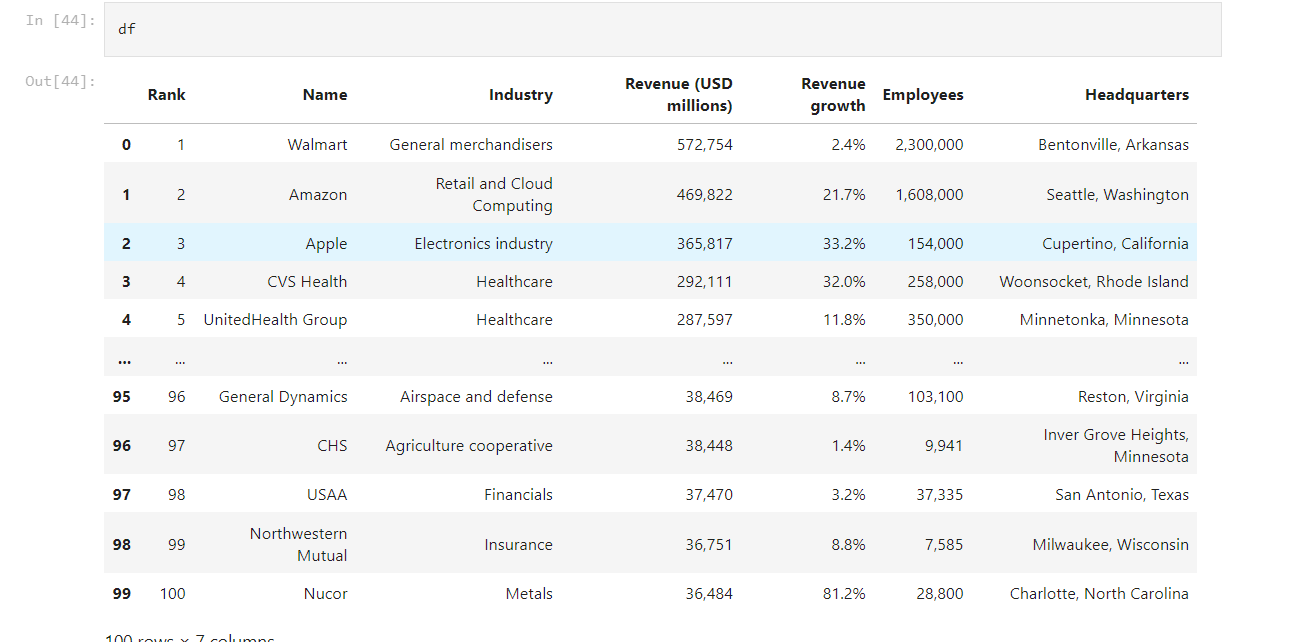 In [44]:
df
Out[44]:
Rank Name Industry Revenue (USD millions) Revenue growth Employees Headquarters
0 1 Walmart General merchandisers 572,754 2.4% 2,300,000 Bentonville, Arkansas
1 2 Amazon Retail and Cloud Computing 469,822 21.7% 1,608,000 Seattle, Washington
2 3 Apple Electronics industry 365,817 33.2% 154,000 Cupertino, California
3 4 CVS Health Healthcare 292,111 32.0% 258,000 Woonsocket, Rhode Island
4 5 UnitedHealth Group Healthcare 287,597 11.8% 350,000 Minnetonka, Minnesota
... ... ... ... ... ... ... ...
95 96 General Dynamics Airspace and defense 38,469 8.7% 103,100 Reston, Virginia
96 97 CHS Agriculture cooperative 38,448 1.4% 9,941 Inver Grove Heights, Minnesota
97 98 USAA Financials 37,470 3.2% 37,335 San Antonio, Texas
98 99 Northwestern Mutual Insurance 36,751 8.8% 7,585 Milwaukee, Wisconsin
99 100 Nucor Metals 36,484 81.2% 28,800 Charlotte, North Carolina
100 rows × 7 columns